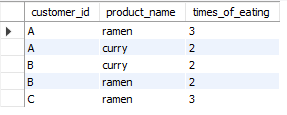 customer_id product_name times_of_eating
A ramen 3
A curry 2
B curry 2
B ramen 2
C ramen 3